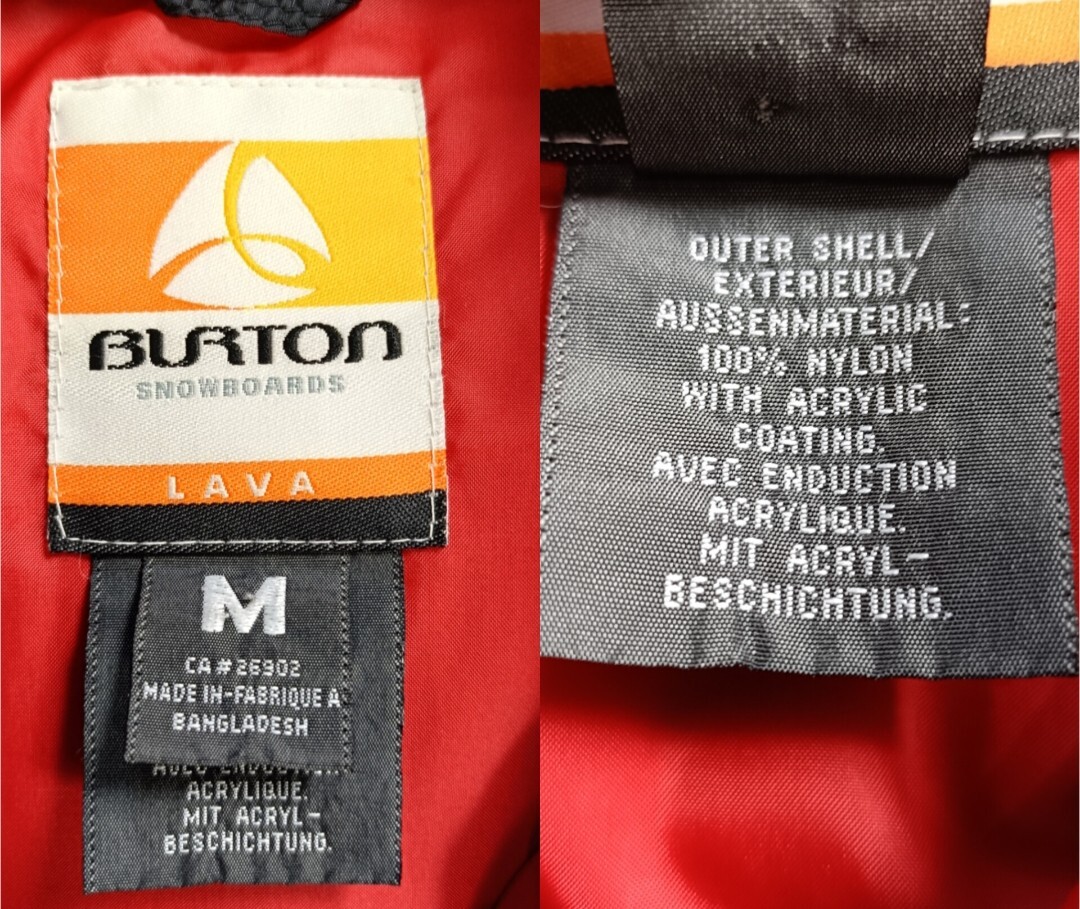 BURTON
SNOWBOARDS
LAVA
M
CA # 26902
MADE IN-FABRIQUE A
BANGLADESH
ACRYLIQUE.
MIT ACRYL-
BESCHICHTUNG.
OUTER SHELL/
EXTERIEUR/
AUSSENMATERIAL:
100% NYLON
WITH ACRYLIC
COATING.
AVEC ENDUCTION
ACRYLIQUE.
MIT ACRYL-
BESCHICHTUNG.